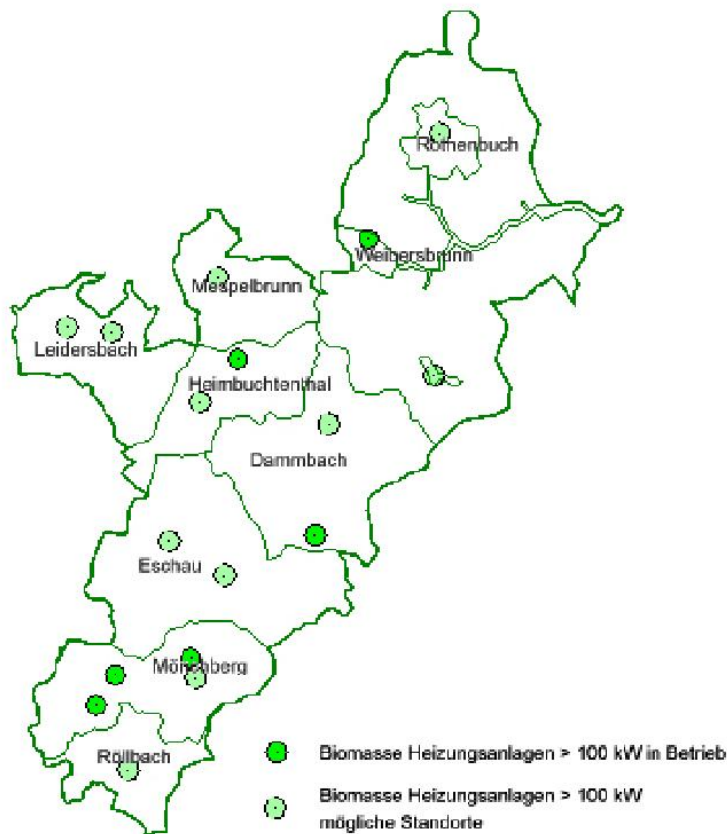 Rothenbuch
Weibersbrunn
Mespelbrunn
Leidersbach
Heimbuchtenthal
Dammbach
Eschau
Mönchberg
Röllbach
Biomasse Heizungsanlagen > 100 kW in Betrieb
Biomasse Heizungsanlagen > 100 kW
mögliche Standorte